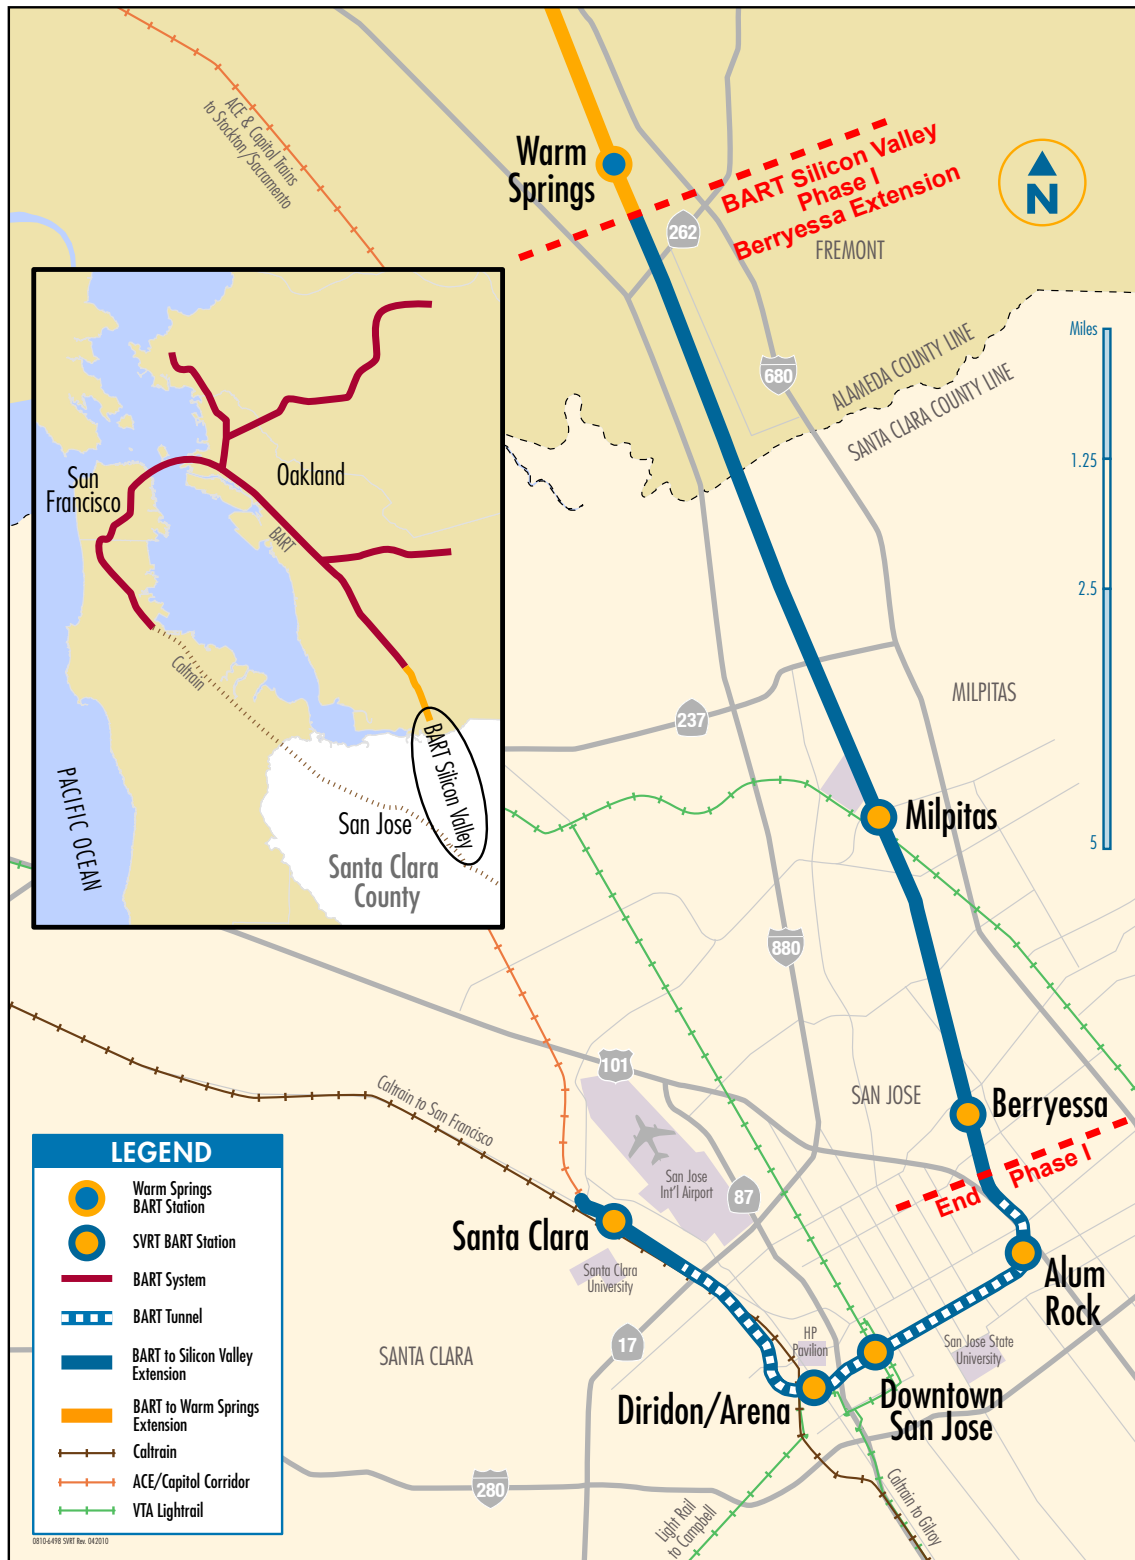 ACE & Capitol Trains
to Stockton/Sacramento
Warm
Springs
BART Silicon Valley
Phase I
Berryessa Extension
N
262
FREMONT
680
ALAMEDA COUNTY LINE
SANTA CLARA COUNTY LINE
Miles
1.25
2.5
5
San
Francisco
Oakland
BART
Caltrain
PACIFIC OCEAN
BART Silicon Valley
San Jose
Santa Clara
County
237
MILPITAS
Milpitas
880
101
Caltrain to San Francisco
SAN JOSE
Berryessa
End Phase I
San Jose
Int'l Airport
87
Santa Clara
Santa Clara
University
Alum
Rock
17
SANTA CLARA
HP
Pavilion
San Jose State
University
Diridon/Arena
Downtown
San Jose
280
Light Rail
to Campbell
Caltrain to Gilroy
LEGEND
Warm Springs
BART Station
SVRT BART Station
BART System
BART Tunnel
BART to Silicon Valley
Extension
BART to Warm Springs
Extension
Caltrain
ACE/Capitol Corridor
VTA Lightrail
0810-6498 SVRT Rev. 042010